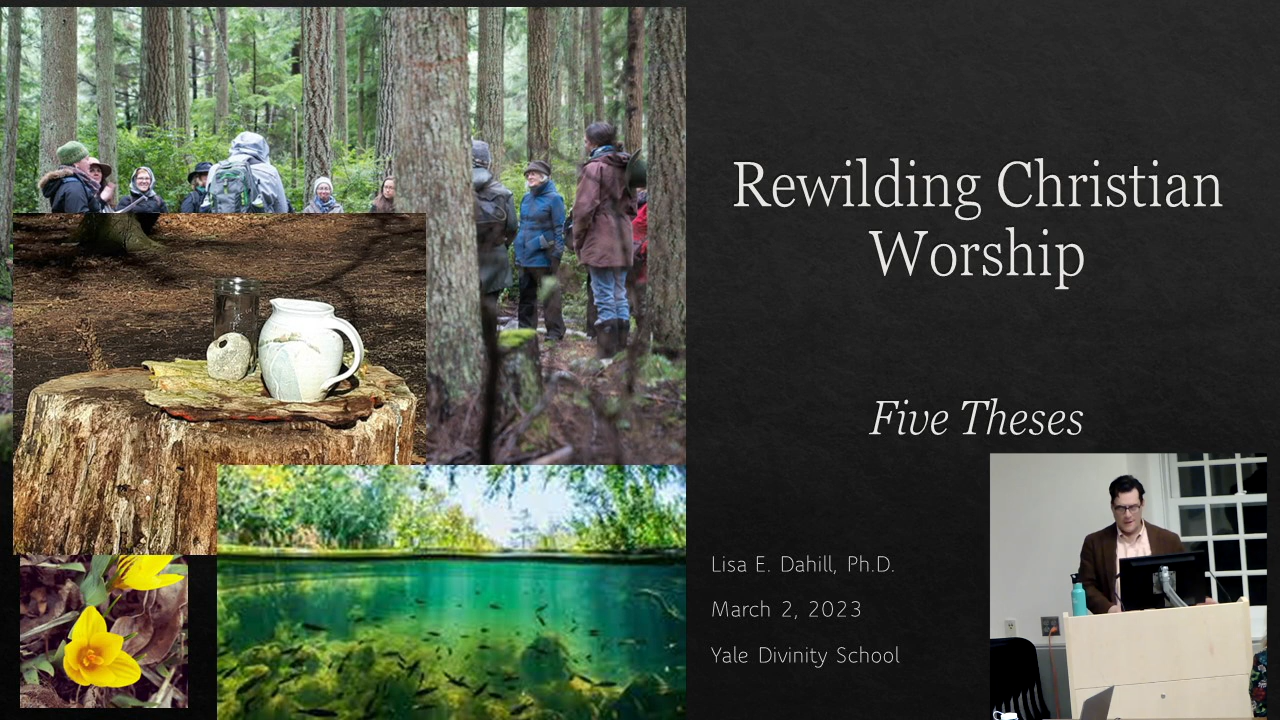 Rewilding Christian
Worship
Five Theses
Lisa E. Dahill, Ph.D.
March 2, 2023
Yale Divinity School